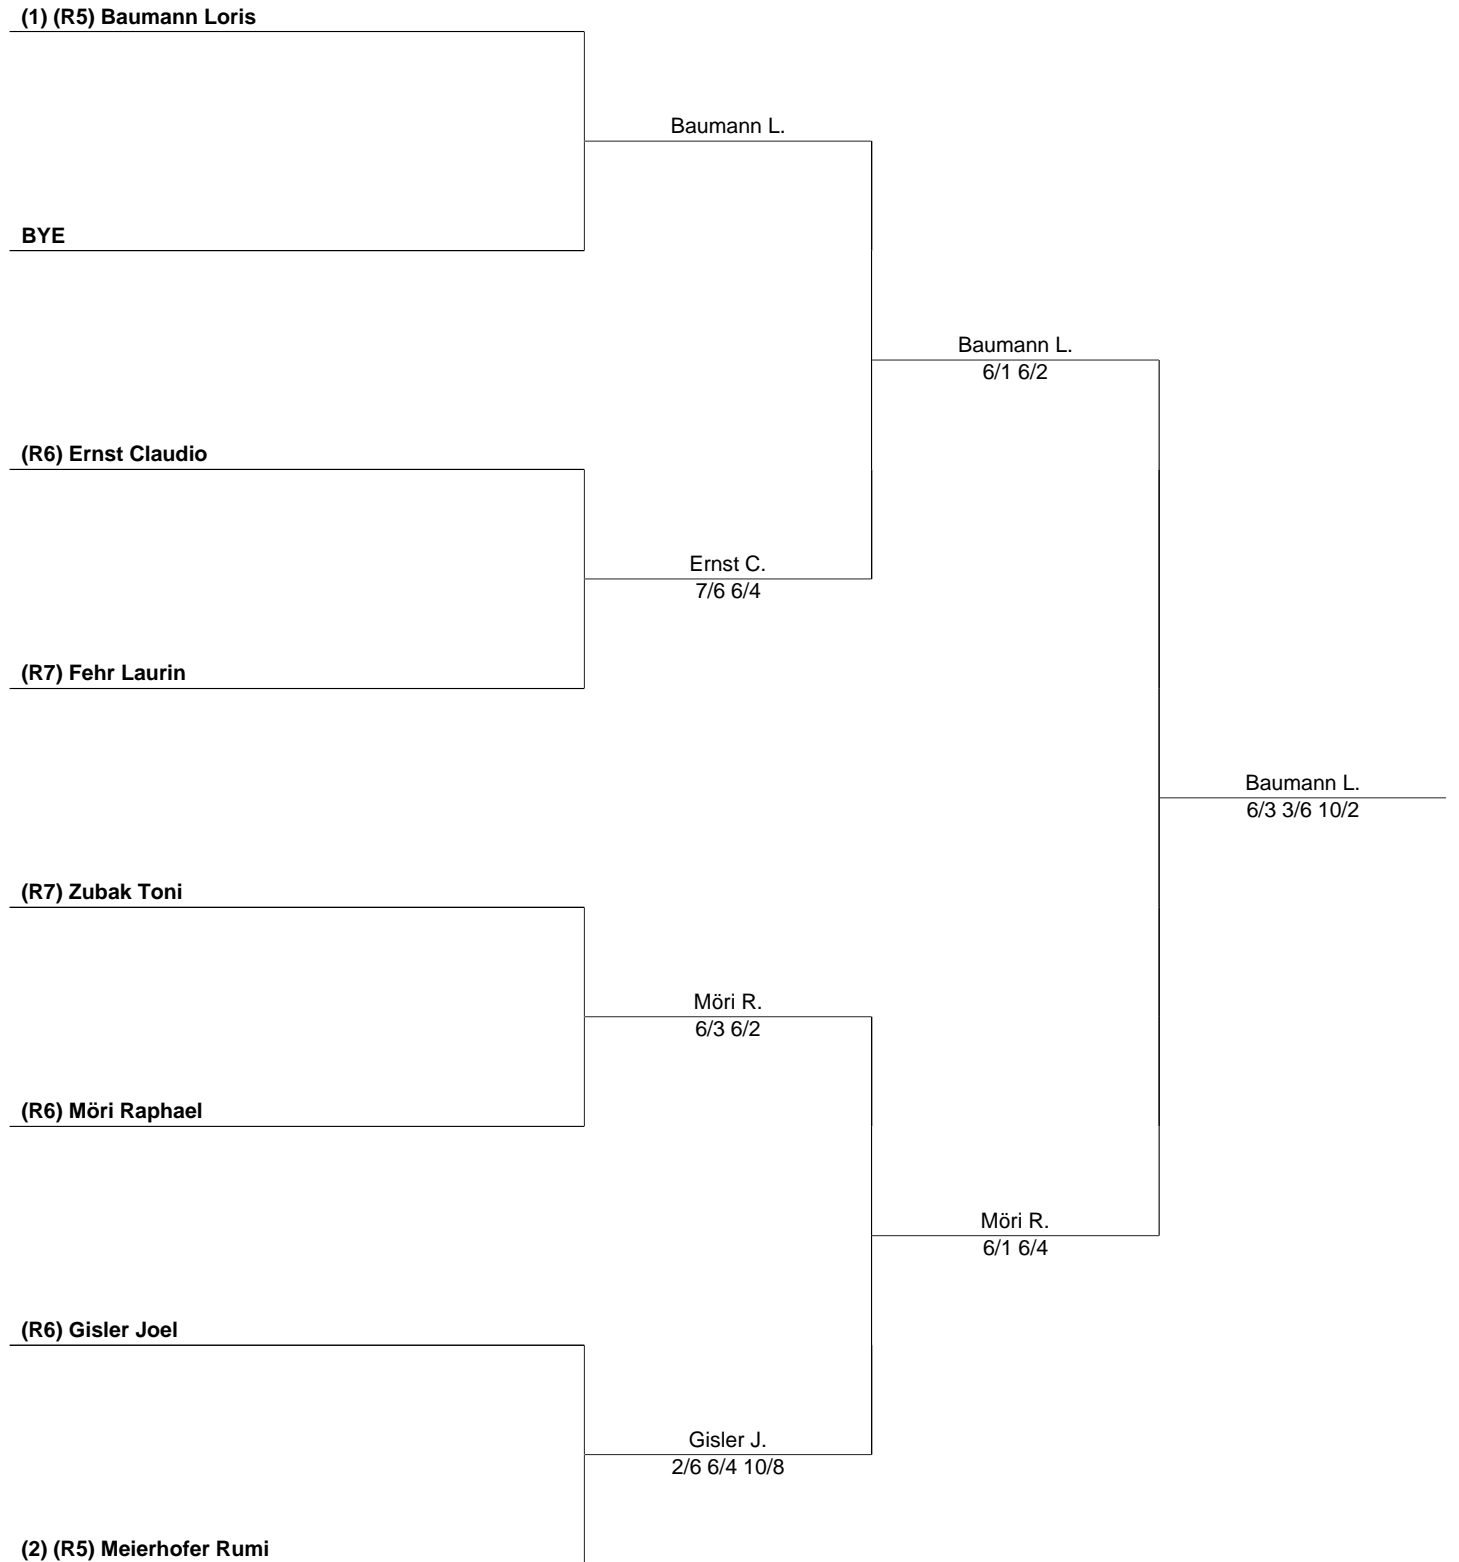 (1) (R5) Baumann Loris
Baumann L.
BYE
Baumann L.
6/1 6/2
(R6) Ernst Claudio
Ernst C.
7/6 6/4
(R7) Fehr Laurin
Baumann L.
6/3 3/6 10/2
(R7) Zubak Toni
Möri R.
6/3 6/2
(R6) Möri Raphael
Möri R.
6/1 6/4
(R6) Gisler Joel
Gisler J.
2/6 6/4 10/8
(2) (R5) Meierhofer Rumi